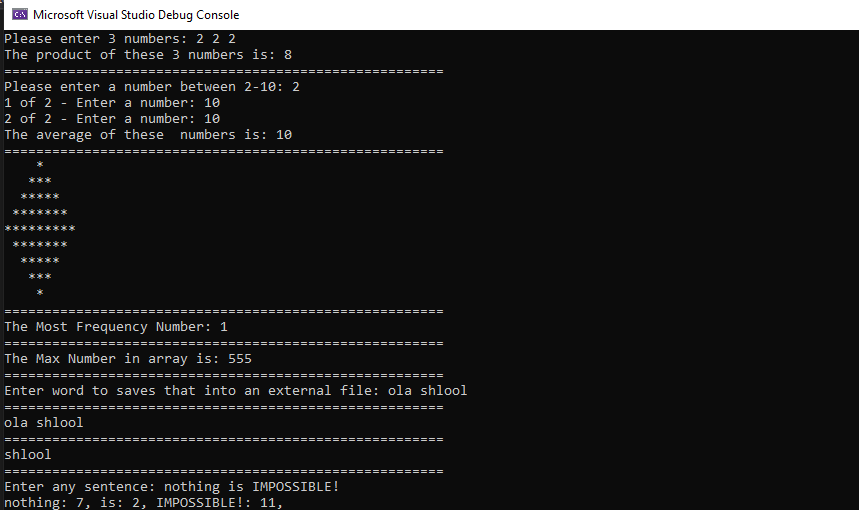 Microsoft Visual Studio Debug Console
Please enter 3 numbers: 2 2 2
The product of these 3 numbers is: 8
=======================================================
Please enter a number between 2-10: 2
1 of 2 - Enter a number: 10
2 of 2 - Enter a number: 10
The average of these  numbers is: 10
=======================================================
    *
   ***
  *****
 *******
*********
 *******
  *****
   ***
    *
=======================================================
The Most Frequency Number: 1
=======================================================
The Max Number in array is: 555
=======================================================
Enter word to saves that into an external file: ola shlool
=======================================================
ola shlool
=======================================================
shlool
=======================================================
Enter any sentence: nothing is IMPOSSIBLE!
nothing: 7, is: 2, IMPOSSIBLE!: 11,